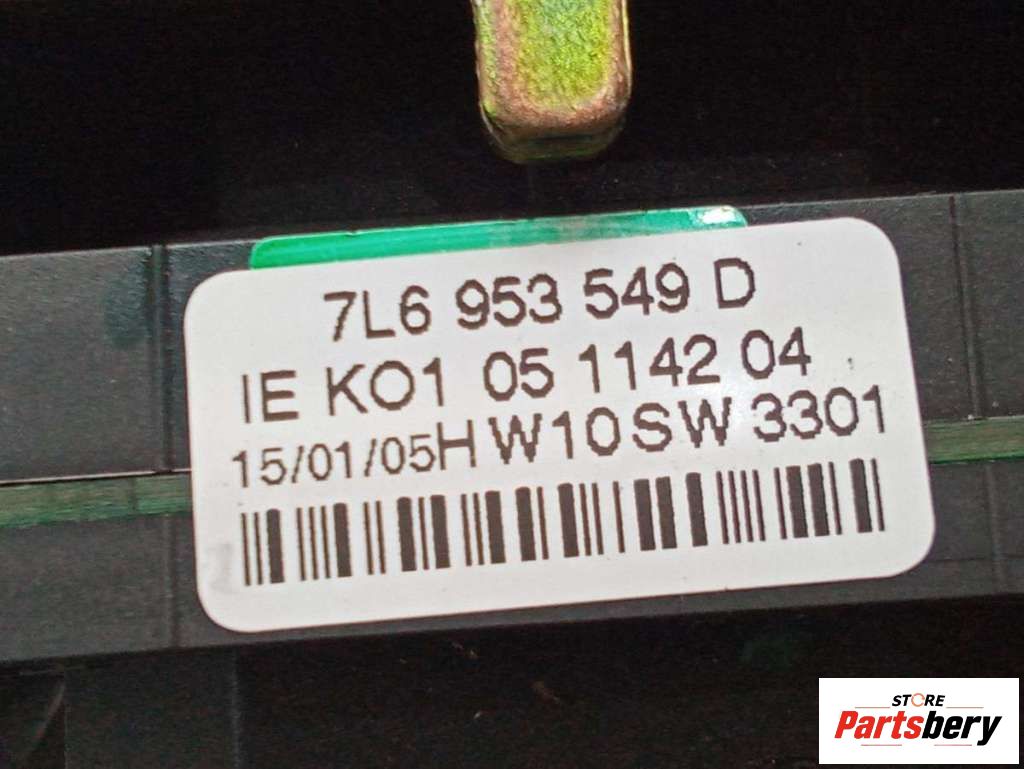 7L6 953 549 D
IE KO1 05 1142 04
15/01/05H W10SW 3301
STORE
Partsbery